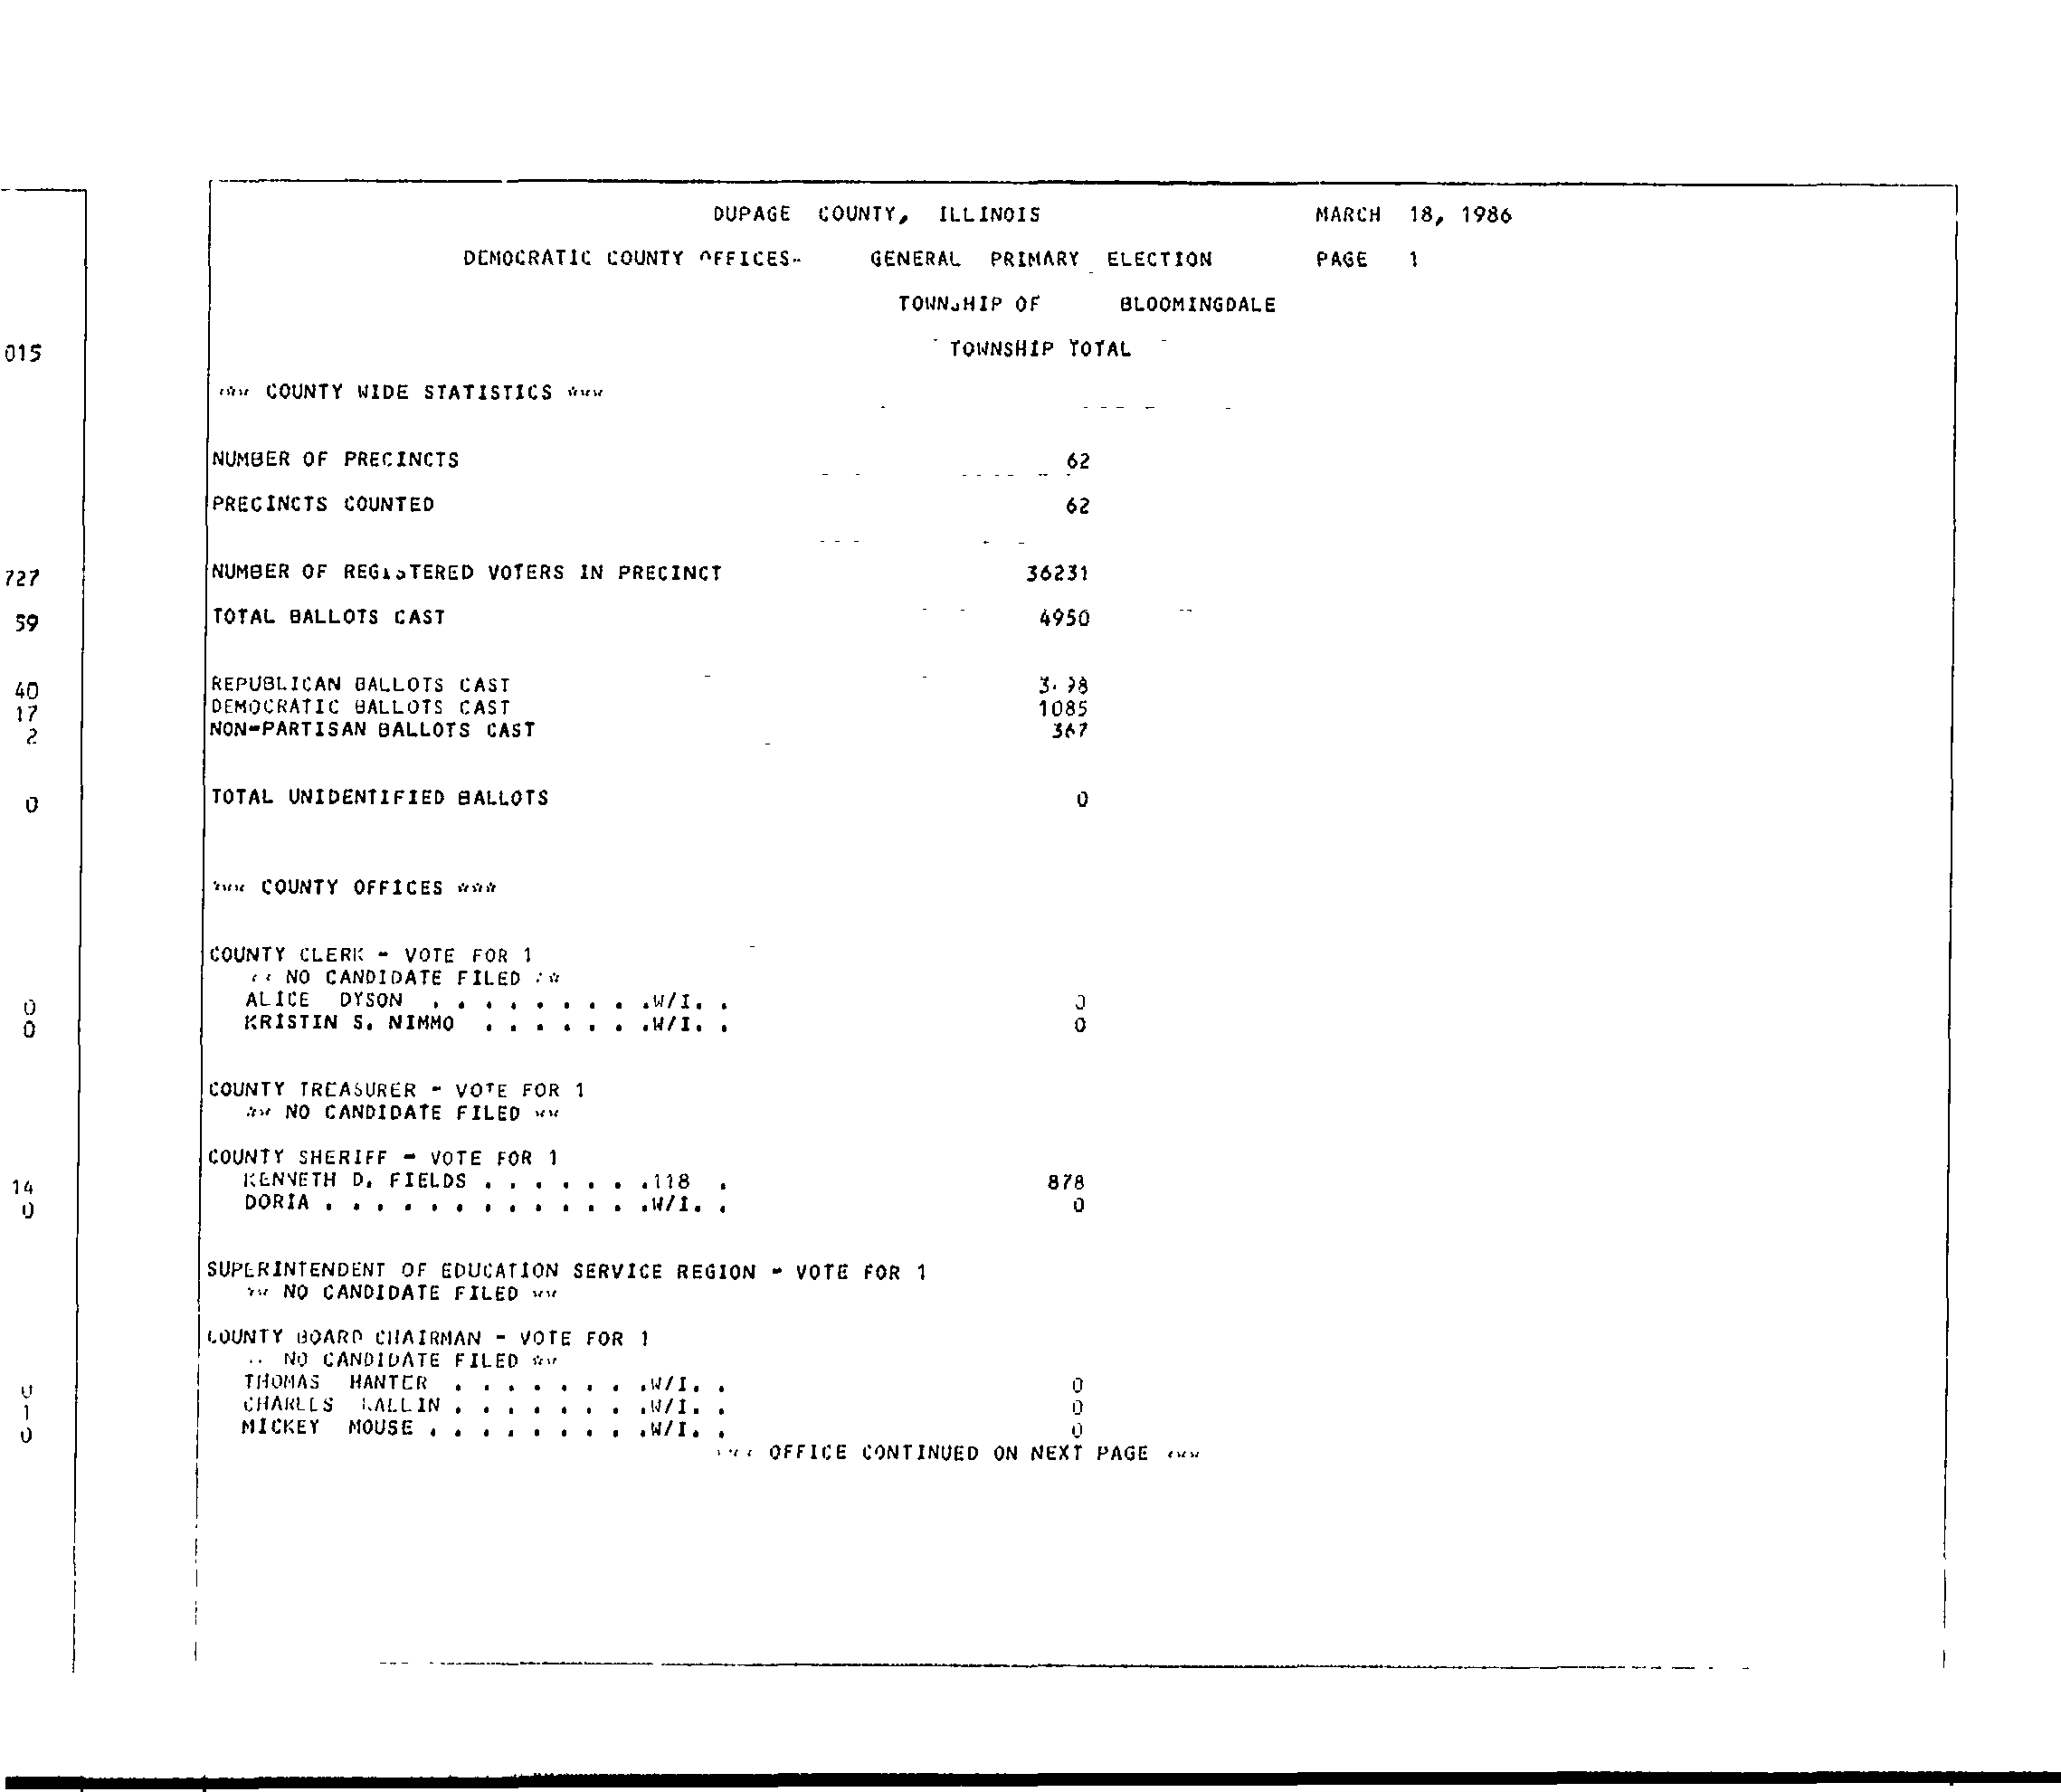 DUPAGE COUNTY, ILLINOIS MARCH 18, 1986
DEMOCRATIC COUNTY OFFICES- GENERAL PRIMARY ELECTION PAGE 1
TOWNSHIP OF BLOOMINGDALE
TOWNSHIP TOTAL
015
*** COUNTY WIDE STATISTICS ***
NUMBER OF PRECINCTS 62
PRECINCTS COUNTED 62
727
NUMBER OF REGISTERED VOTERS IN PRECINCT 36231
59
TOTAL BALLOTS CAST 4950
40
REPUBLICAN BALLOTS CAST
17
DEMOCRATIC BALLOTS CAST 1085
2
NON-PARTISAN BALLOTS CAST 367
0
TOTAL UNIDENTIFIED BALLOTS 0
*** COUNTY OFFICES ***
COUNTY CLERK - VOTE FOR 1
** NO CANDIDATE FILED **
0
ALICE DYSON . . . . . . . . .W/I. . 0
0
KRISTIN S. NIMMO . . . . . . .W/I. . 0
COUNTY TREASURER - VOTE FOR 1
** NO CANDIDATE FILED **
COUNTY SHERIFF - VOTE FOR 1
14
KENNETH D. FIELDS . . . . . . .118 . 878
0
DORIA . . . . . . . . . . . . .W/I. . 0
SUPERINTENDENT OF EDUCATION SERVICE REGION - VOTE FOR 1
** NO CANDIDATE FILED **
COUNTY BOARD CHAIRMAN - VOTE FOR 1
** NO CANDIDATE FILED **
0
THOMAS HANTER . . . . . . . .W/I. . 0
1
CHARLES . . . . . . . .W/I. . 0
0
MICKEY MOUSE . . . . . . . . .W/I. . 0
*** OFFICE CONTINUED ON NEXT PAGE ***